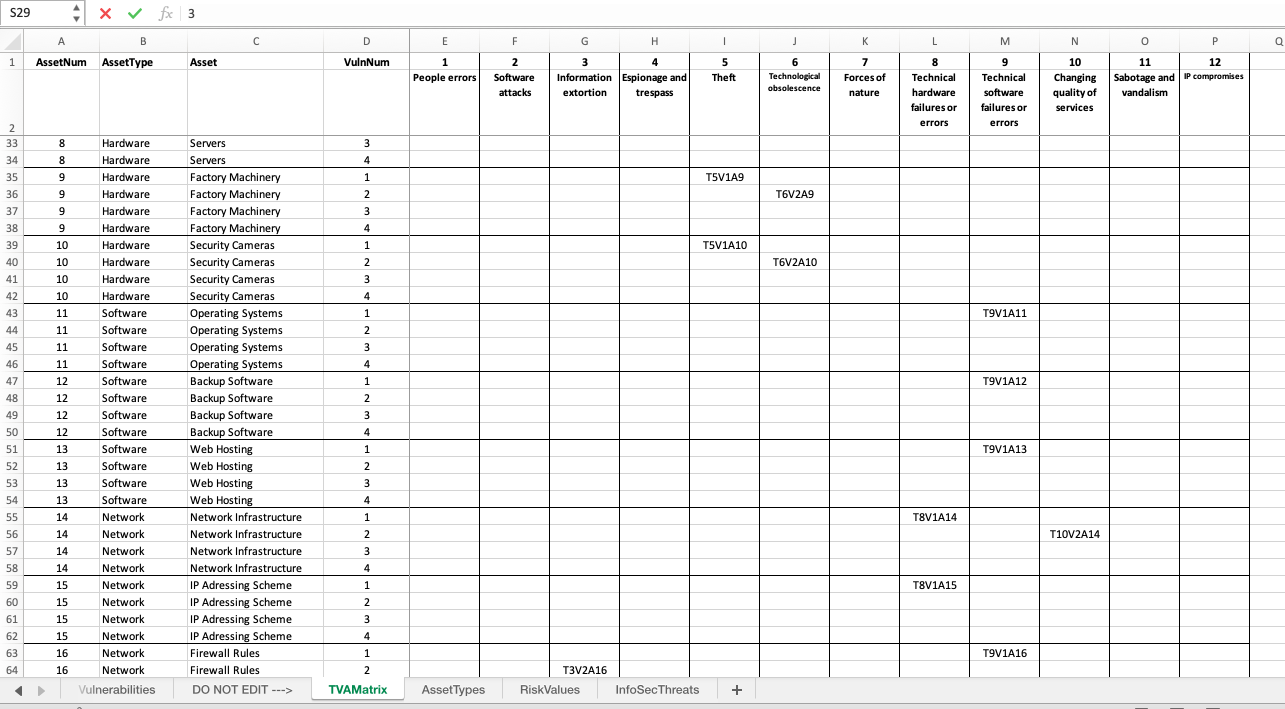 S29 fx 3
A B C D E F G H I J K L M N O P Q
1 AssetNum AssetType Asset VulnNum 1 2 3 4 5 6 7 8 9 10 11 12
People errors Software attacks Information extortion Espionage and trespass Theft Technological obsolescence Forces of nature Technical hardware failures or errors Technical software failures or errors Changing quality of services Sabotage and vandalism IP compromises
2
33 8 Hardware Servers 3
34 8 Hardware Servers 4
35 9 Hardware Factory Machinery 1 T5V1A9
36 9 Hardware Factory Machinery 2 T6V2A9
37 9 Hardware Factory Machinery 3
38 9 Hardware Factory Machinery 4
39 10 Hardware Security Cameras 1 T5V1A10
40 10 Hardware Security Cameras 2 T6V2A10
41 10 Hardware Security Cameras 3
42 10 Hardware Security Cameras 4
43 11 Software Operating Systems 1 T9V1A11
44 11 Software Operating Systems 2
45 11 Software Operating Systems 3
46 11 Software Operating Systems 4
47 12 Software Backup Software 1 T9V1A12
48 12 Software Backup Software 2
49 12 Software Backup Software 3
50 12 Software Backup Software 4
51 13 Software Web Hosting 1 T9V1A13
52 13 Software Web Hosting 2
53 13 Software Web Hosting 3
54 13 Software Web Hosting 4
55 14 Network Network Infrastructure 1 T8V1A14
56 14 Network Network Infrastructure 2 T10V2A14
57 14 Network Network Infrastructure 3
58 14 Network Network Infrastructure 4
59 15 Network IP Adressing Scheme 1 T8V1A15
60 15 Network IP Adressing Scheme 2
61 15 Network IP Adressing Scheme 3
62 15 Network IP Adressing Scheme 4
63 16 Network Firewall Rules 1 T9V1A16
64 16 Network Firewall Rules 2 T3V2A16
Vulnerabilities DO NOT EDIT ---> TVAMatrix AssetTypes RiskValues InfoSecThreats +